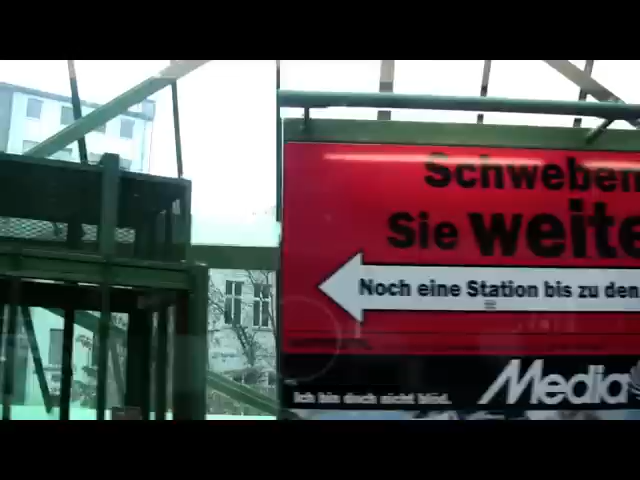 Schweben
Sie weite
Noch eine Station bis zu den
Ich bin doch nicht blöd.
Media